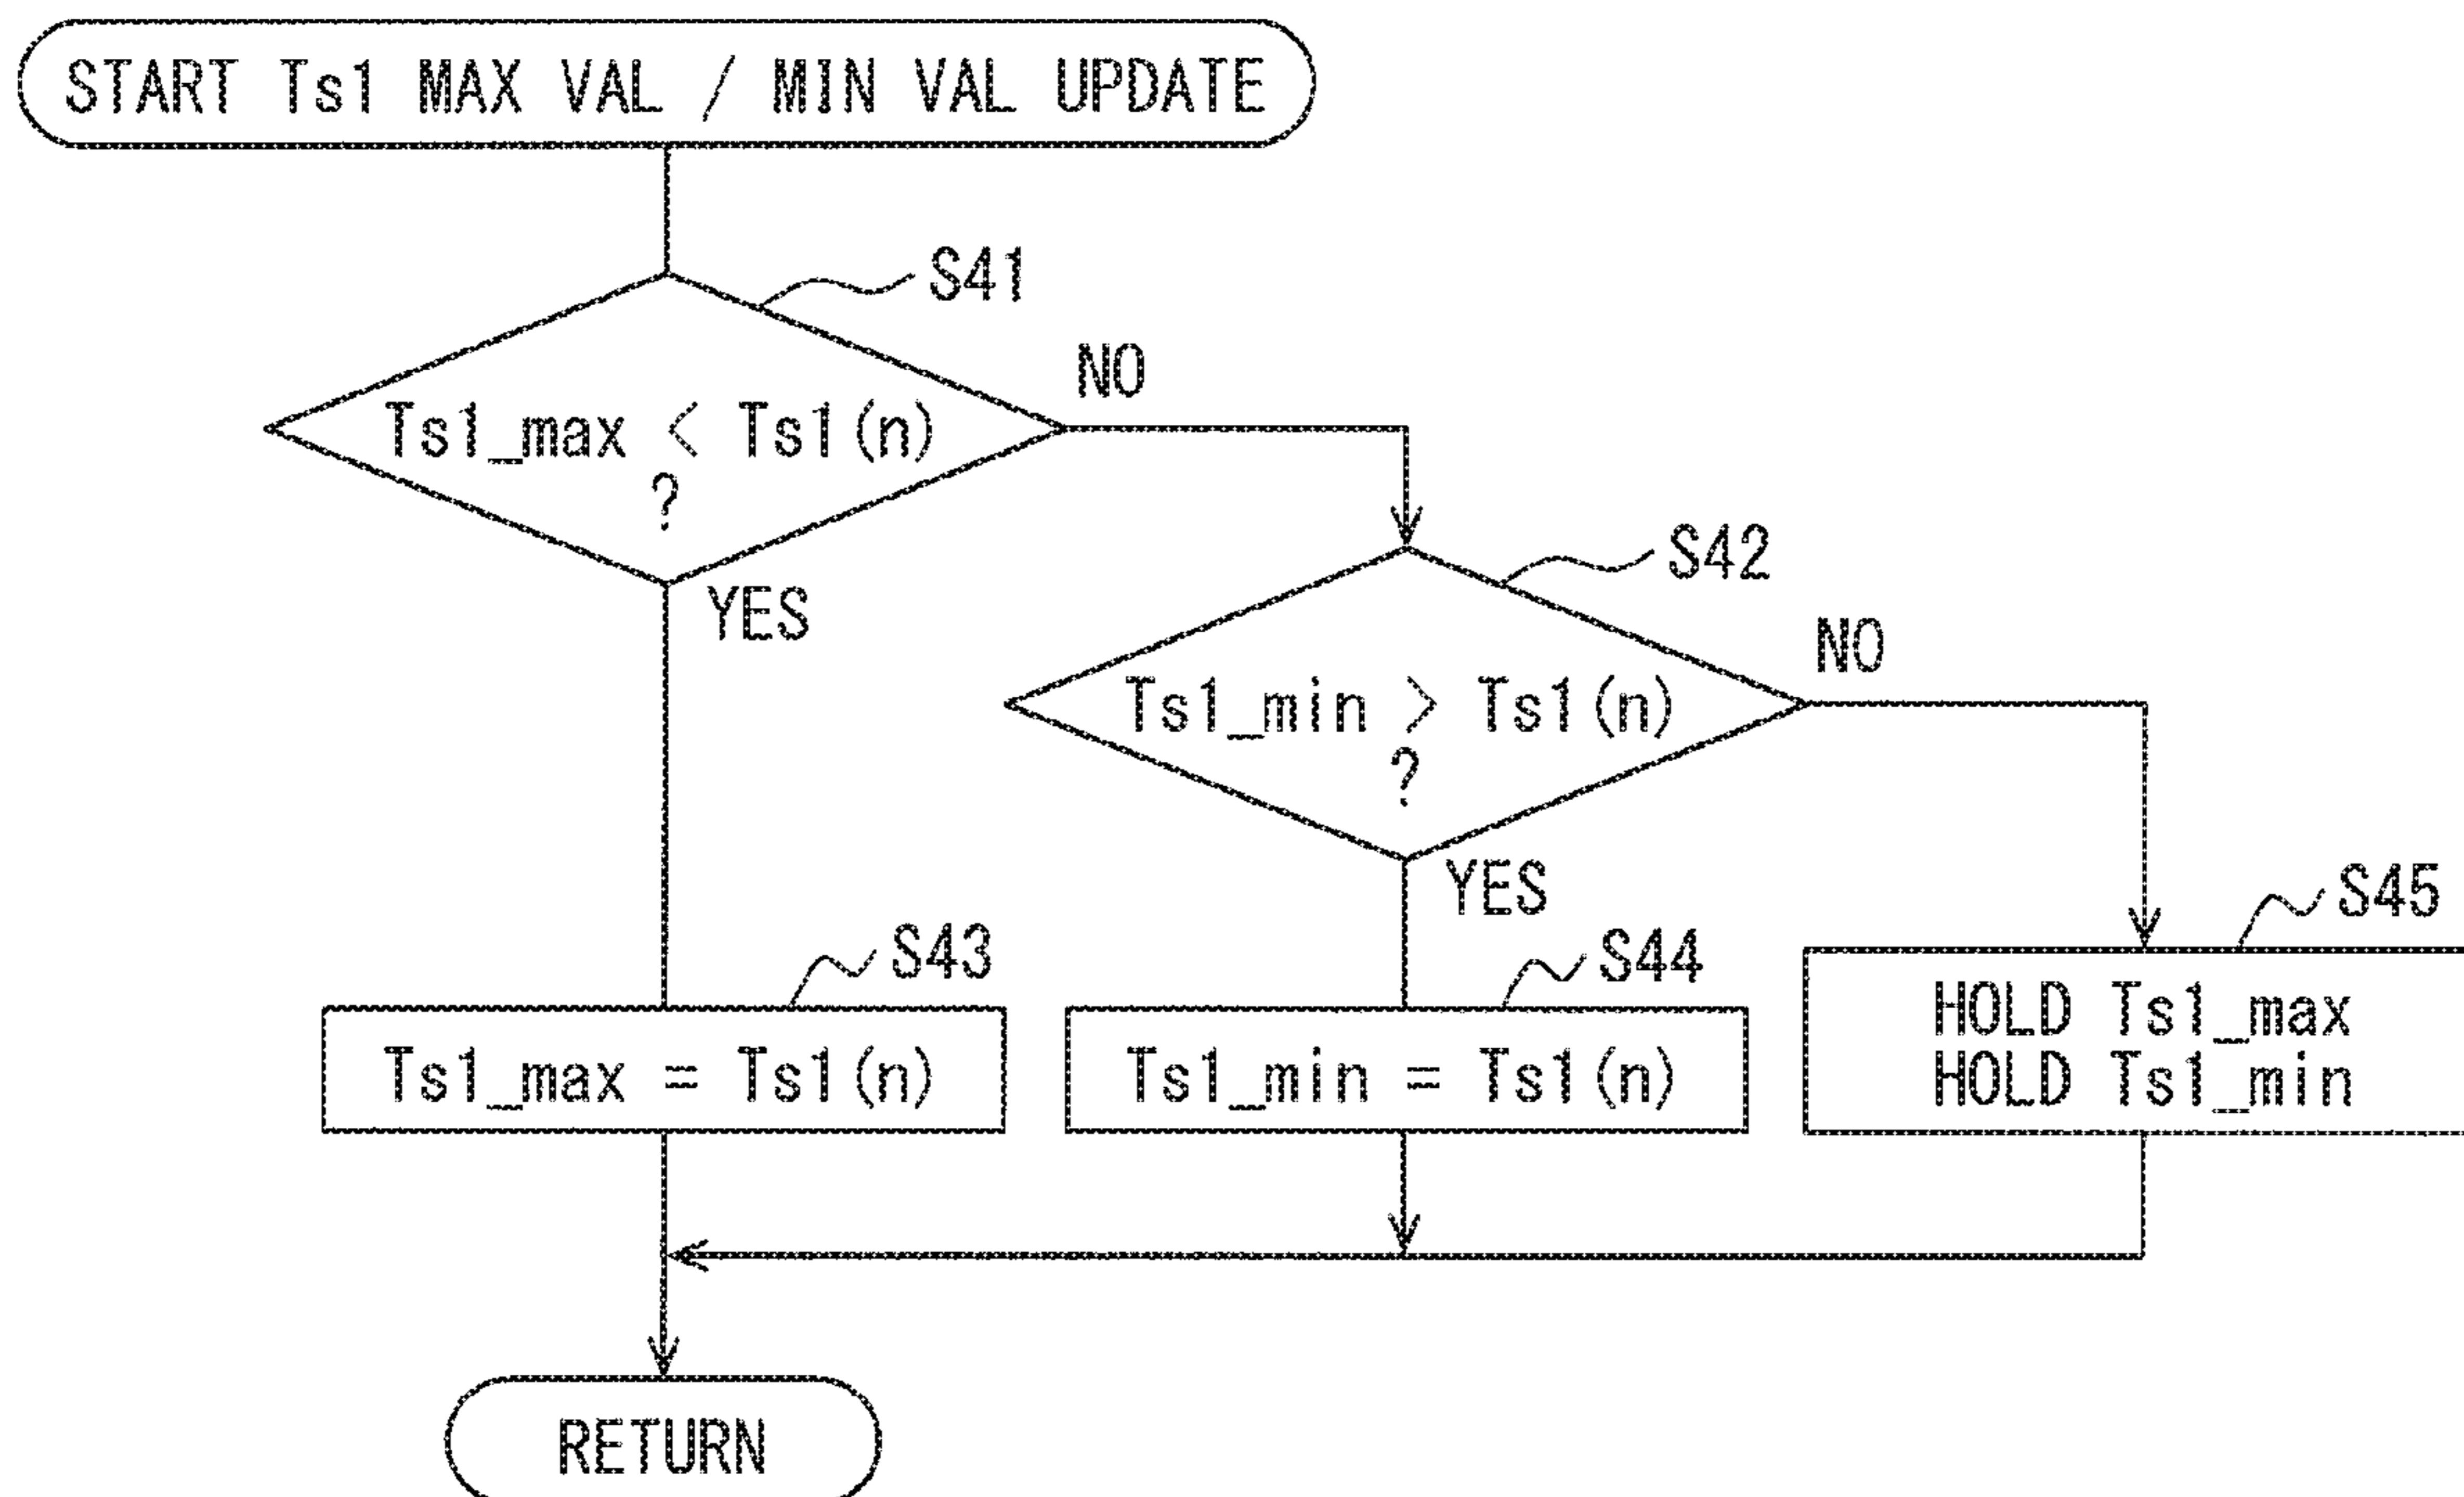 START Ts1 MAX VAL / MIN VAL UPDATE
S41
Ts1_max < Ts1(n)
?
NO
YES
S42
Ts1_min > Ts1(n)
?
NO
YES
S43
Ts1_max = Ts1(n)
S44
Ts1_min = Ts1(n)
S45
HOLD Ts1_max
HOLD Ts1_min
RETURN